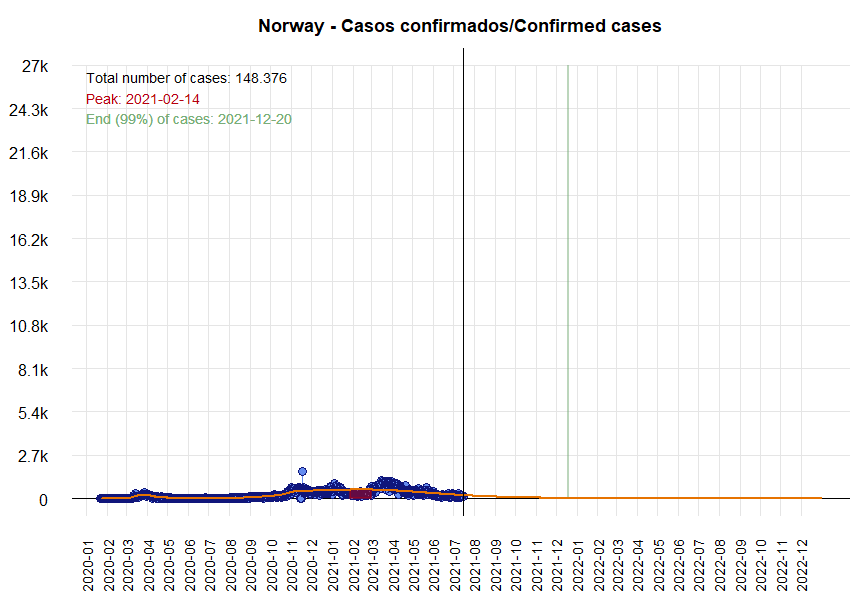 Norway - Casos confirmados/Confirmed cases
Total number of cases: 148.376
Peak: 2021-02-14
End (99%) of cases: 2021-12-20
27k
24.3k
21.6k
18.9k
16.2k
13.5k
10.8k
8.1k
5.4k
2.7k
0
2020-01
2020-02
2020-03
2020-04
2020-05
2020-06
2020-07
2020-08
2020-09
2020-10
2020-11
2020-12
2021-01
2021-02
2021-03
2021-04
2021-05
2021-06
2021-07
2021-08
2021-09
2021-10
2021-11
2021-12
2022-01
2022-02
2022-03
2022-04
2022-05
2022-06
2022-07
2022-08
2022-09
2022-10
2022-11
2022-12